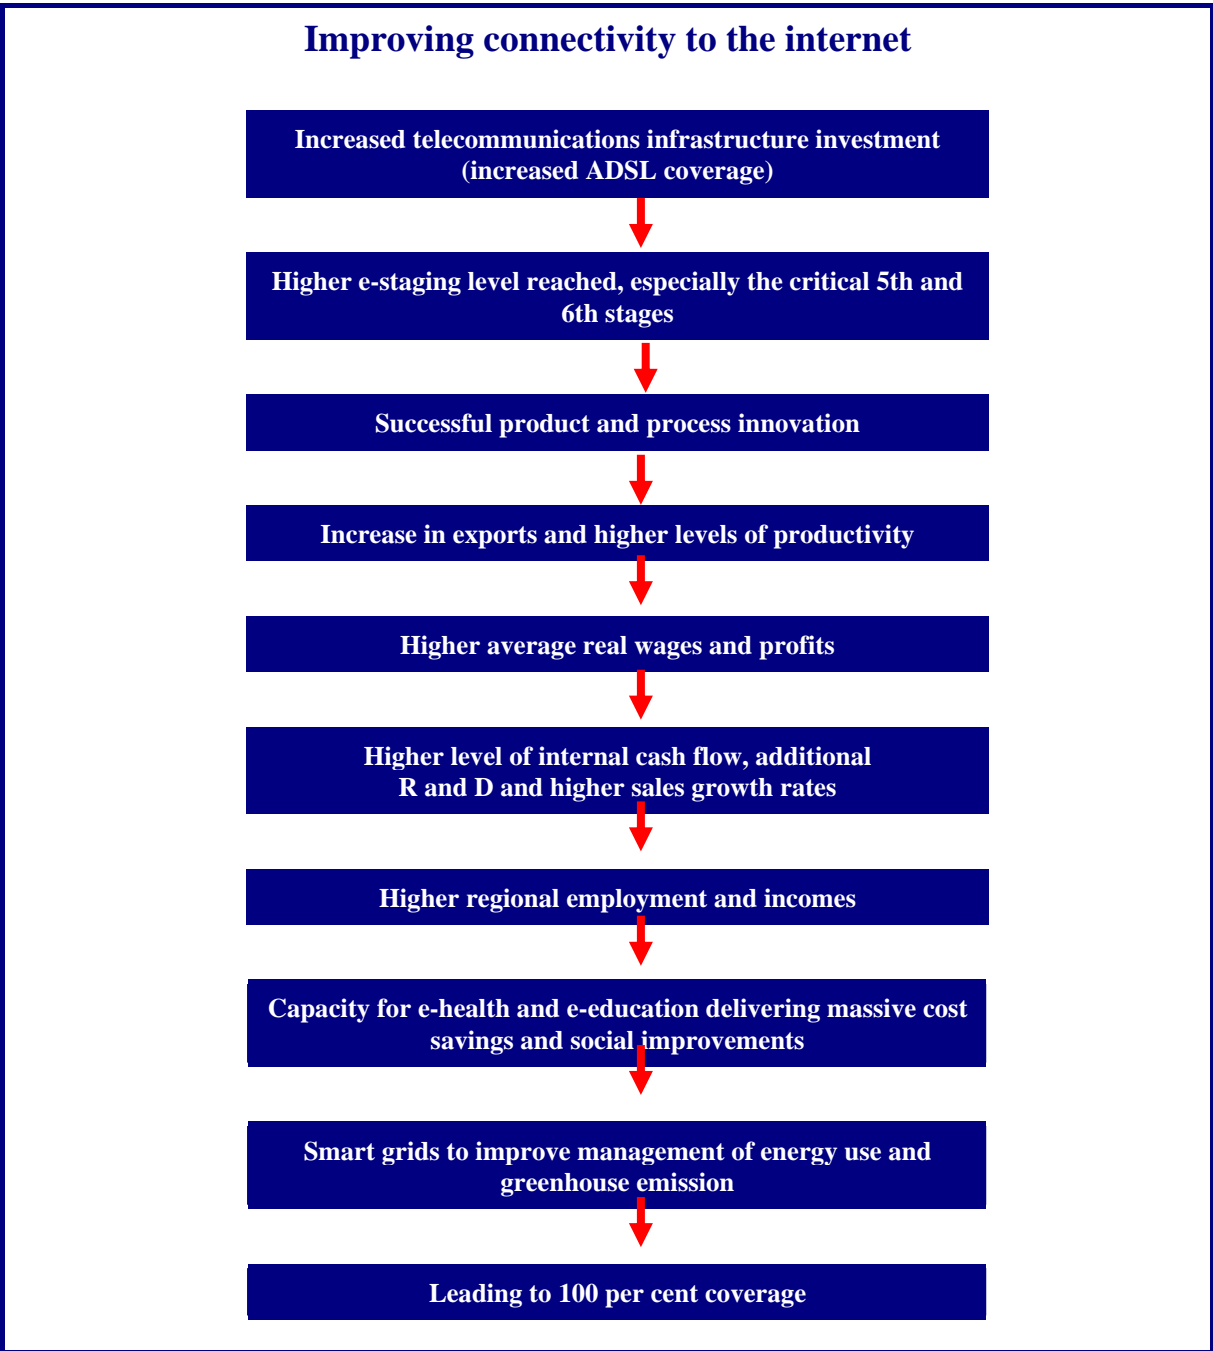 Improving connectivity to the internet
Increased telecommunications infrastructure investment
(increased ADSL coverage)
Higher e-staging level reached, especially the critical 5th and
6th stages
Successful product and process innovation
Increase in exports and higher levels of productivity
Higher average real wages and profits
Higher level of internal cash flow, additional
R and D and higher sales growth rates
Higher regional employment and incomes
Capacity for e-health and e-education delivering massive cost
savings and social improvements
Smart grids to improve management of energy use and
greenhouse emission
Leading to 100 per cent coverage